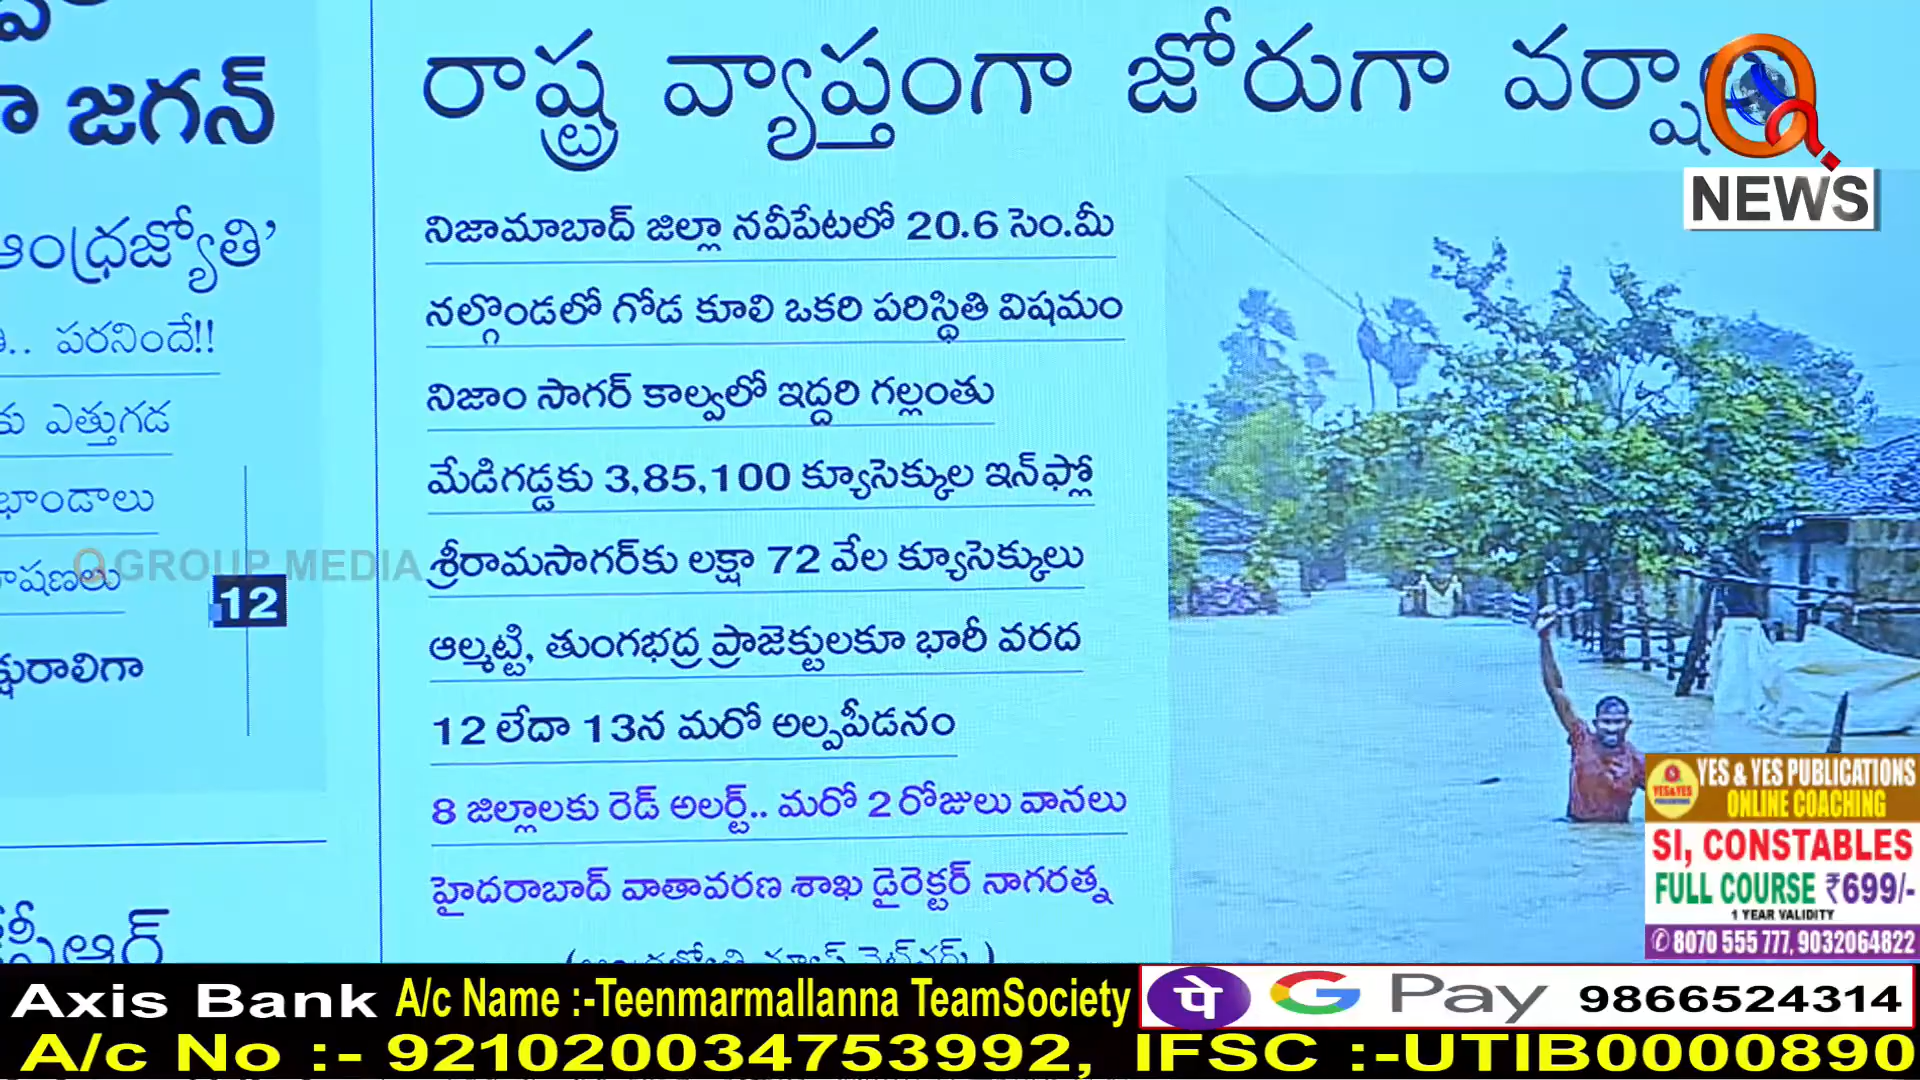 జగన్
ఆంధ్రజ్యోతి’
పరనిందే!!
కు ఎత్తుగడ
భాండాలు
12
రాష్ట్ర వ్యాప్తంగా జోరుగా
నిజామాబాద్ జిల్లా నవీపేటలో 20.6 సెం.మీ
నల్గొండలో గోడ కూలి ఒకరి పరిస్థితి విషమం
నిజాం సాగర్ కాల్వలో ఇద్దరి గల్లంతు
మేడిగడ్డకు 3,85,100 క్యూసెక్కుల ఇన్‌ఫ్లో
శ్రీరామసాగర్‌కు లక్షా 72 వేల క్యూసెక్కులు
ఆల్మట్టి, తుంగభద్ర ప్రాజెక్టులకూ భారీ వరద
12 లేదా 13న మరో అల్పపీడనం
8 జిల్లాలకు రెడ్ అలర్ట్.. మరో 2 రోజులు వానలు
హైదరాబాద్ వాతావరణ శాఖ డైరెక్టర్ నాగరత్న
Q GROUP MEDIA
Q
NEWS
YES & YES PUBLICATIONS
ONLINE COACHING
SI, CONSTABLES
FULL COURSE ₹699/-
1 YEAR VALIDITY
8070 555 777, 9032064822
Axis Bank A/c Name :-Teenmarmallanna TeamSociety पे G Pay 9866524314
A/c No :- 921020034753992, IFSC :-UTIB0000890